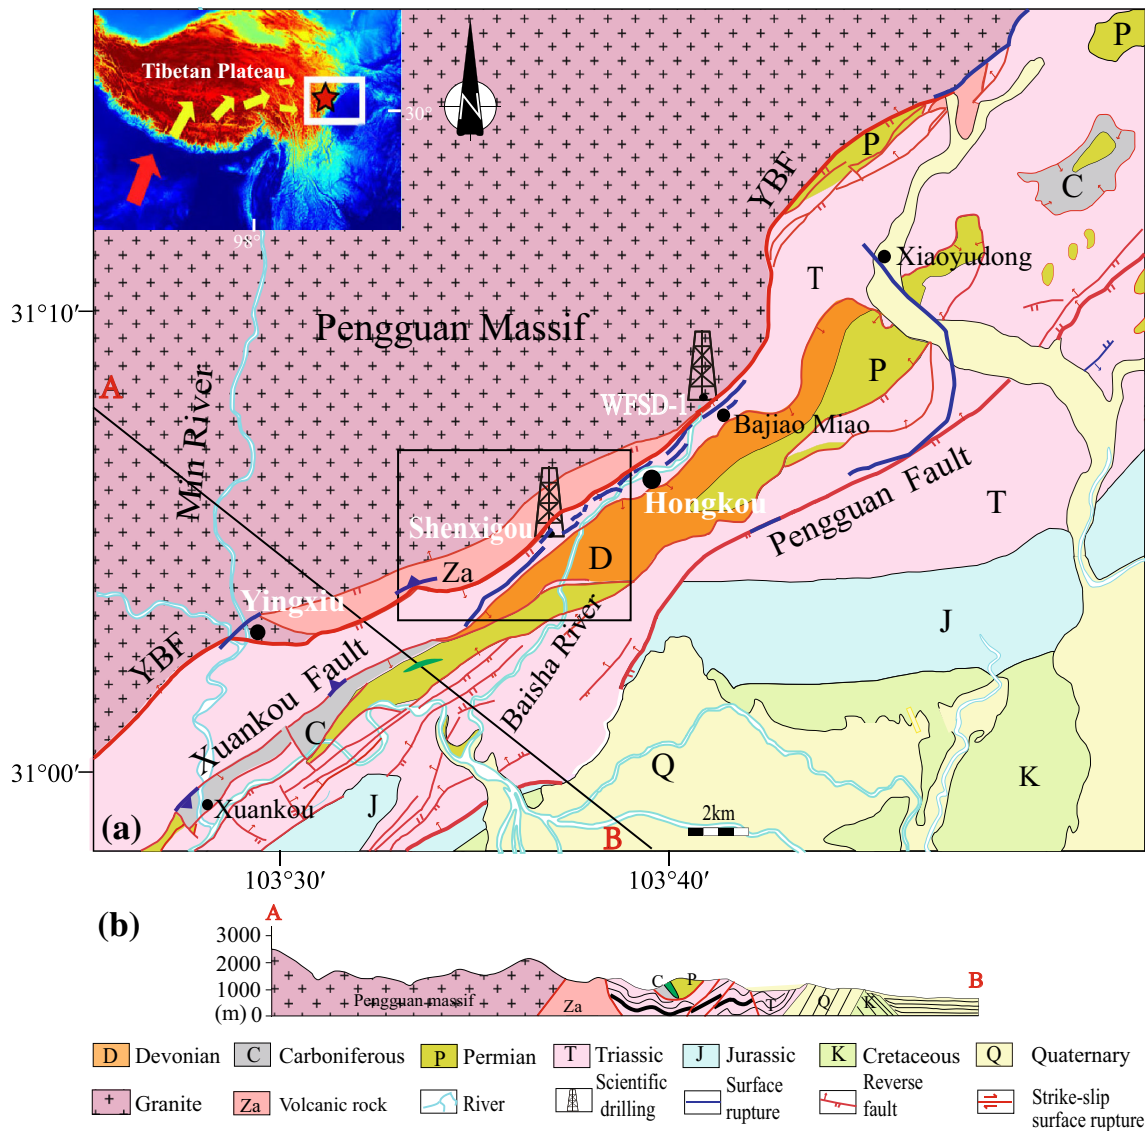 Tibetan Plateau
30°
98°
N
P
P
C
YBF
Xiaoyudong
T
31°10'
Pengguan Massif
A
P
WFSD-1
Bajiao Miao
Min River
Hongkou
Pengguan Fault
T
Shenxigou
D
Za
Yingxiu
J
YBF
Xuankou Fault
Baisha River
C
31°00'
Q
K
J
Xuankou
2km
(a)
B
103°30'
103°40'
(b)
A
3000
2000
1000
(m) 0
Pengguan massif
Za
C
P
T
Q
K
B
D Devonian
C Carboniferous
P Permian
T Triassic
J Jurassic
K Cretaceous
Q Quaternary
Granite
Za Volcanic rock
River
Scientific
drilling
Surface
rupture
Reverse
fault
Strike-slip
surface rupture